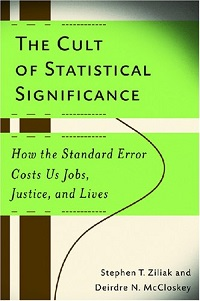 THE CULT
OF STATISTICAL
SIGNIFICANCE
How the Standard Error
Costs Us Jobs,
Justice, and Lives
Stephen T. Ziliak and
Deirdre N. McCloskey